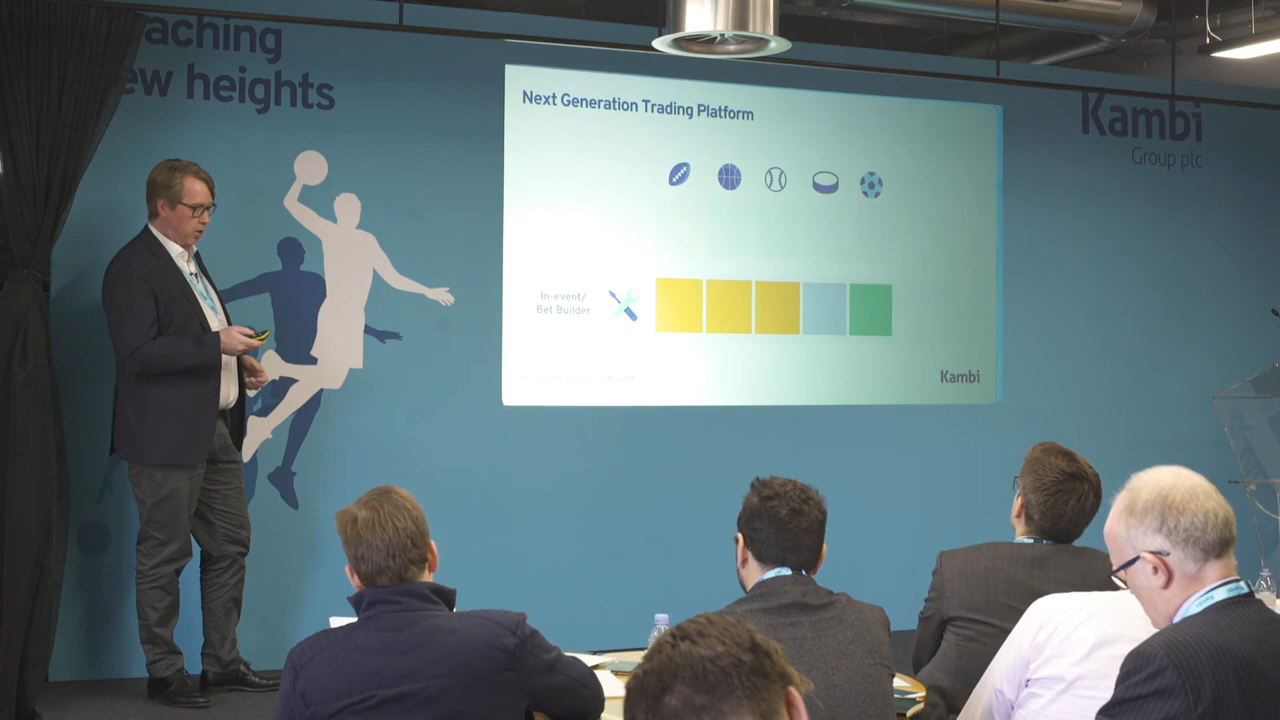 aching
ew heights
Next Generation Trading Platform
In-event/
Bet Builder
Kambi
Kambi
Group plc